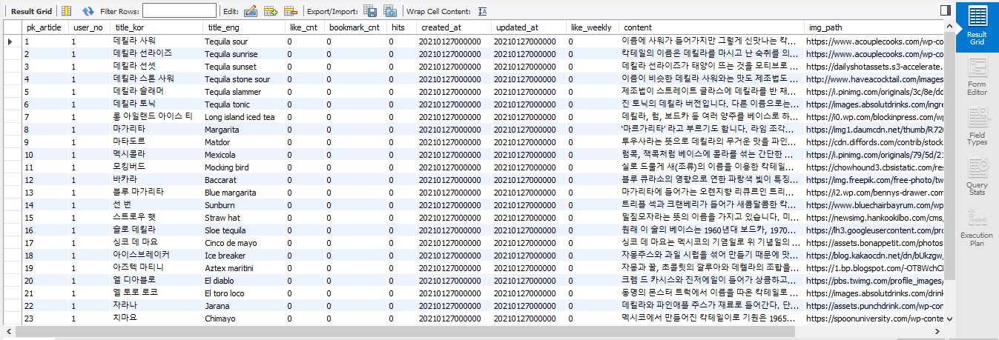 Result Grid Filter Rows: Edit: Export/Import: Wrap Cell Content: IA
pk_article user_no title_kor title_eng like_cnt bookmark_cnt hits created_at updated_at like_weekly content img_path
1 1 데킬라 사워 Tequila sour 0 0 0 20210127000000 20210127000000 0 이름에 사워가 들어가지만 그렇게 신맛나는 칵... https://www.acouplecooks.com/wp-co
2 1 데킬라 선라이즈 Tequila sunrise 0 0 0 20210127000000 20210127000000 0 칵테일의 이름은 데킬라를 마시고 난 숙취를 의... https://www.acouplecooks.com/wp-co
3 1 데킬라 선셋 Tequila sunset 0 0 0 20210127000000 20210127000000 0 데킬라 선라이즈가 태양이 뜨는 것을 모티브로 ... https://dailyshotassets.s3-accelerate.
4 1 데킬라 스톤 사워 Tequila stone sour 0 0 0 20210127000000 20210127000000 0 이름이 비슷한 데킬라 사워와는 맛도 제조법도 ... http://www.haveacocktail.com/images
5 1 데킬라 슬래머 Tequila slammer 0 0 0 20210127000000 20210127000000 0 제조법이 스트레이트 글라스에 데킬라를 반 채... https://i.pinimg.com/originals/3c/8e/dd
6 1 데킬라 토닉 Tequila tonic 0 0 0 20210127000000 20210127000000 0 진 토닉의 데킬라 버전입니다. 다른 이름으로는... https://images.absolutdrinks.com/ingre
7 1 롱 아일랜드 아이스 티 Long island iced tea 0 0 0 20210127000000 20210127000000 0 데킬라, 럼, 보드카 등 여러 양주를 베이스로 하... https://i0.wp.com/blockinpress.com/wp
8 1 마가리타 Margarita 0 0 0 20210127000000 20210127000000 0 '마르가리타' 라고 부르기도 합니다. 라임 조각... https://img1.daumcdn.net/thumb/R720
9 1 마타도르 Matdor 0 0 0 20210127000000 20210127000000 0 투우사라는 뜻으로 데킬라의 무거운 맛을 파인... https://cdn.diffords.com/contrib/stock
10 1 멕시콜라 Mexicola 0 0 0 20210127000000 20210127000000 0 럼콕, 잭콕처럼 베이스에 콜라를 섞는 간단한 ... https://i.pinimg.com/originals/79/5d/21
11 1 모킹버드 Mocking bird 0 0 0 20210127000000 20210127000000 0 실로 드물게 새(조류)의 이름을 이용한 칵테일... https://chowhound3.cbsistatic.com/res
12 1 바카라 Baccarat 0 0 0 20210127000000 20210127000000 0 블루 큐라소의 영향으로 연한 파랑색 빛이 특징... https://img.freepik.com/free-photo/tw
13 1 블루 마가리타 Blue margarita 0 0 0 20210127000000 20210127000000 0 마가리타에 들어가는 오렌지향 리큐르인 트리... https://i2.wp.com/bennys-drawer.com
14 1 선 번 Sunburn 0 0 0 20210127000000 20210127000000 0 트리플 섹과 크랜베리가 들어가 새콤달콤한 칵... https://www.bluechairbayrum.com/wp
15 1 스트로우 햇 Straw hat 0 0 0 20210127000000 20210127000000 0 밀짚모자라는 뜻의 이름을 가지고 있습니다. 미... https://newsimg.hankookilbo.com/cms,
16 1 슬로 데킬라 Sloe tequila 0 0 0 20210127000000 20210127000000 0 원래 이 술의 베이스는 1960년대 보드카, 1970... https://lh3.googleusercontent.com/pro
17 1 싱코 데 마요 Cinco de mayo 0 0 0 20210127000000 20210127000000 0 싱코 데 마요는 멕시코의 기념일로 위 기념일의 ... https://assets.bonappetit.com/photos
18 1 아이스브레이커 Ice breaker 0 0 0 20210127000000 20210127000000 0 자몽주스와 과일 시럽을 섞어 만들기 때문에 맛... https://blog.kakaocdn.net/dn/bUkzgw,
19 1 아즈텍 마티니 Aztex maritini 0 0 0 20210127000000 20210127000000 0 자몽과 꿀, 초콜릿의 깔루아와 데켈라의 조합을... https://1.bp.blogspot.com/-OT8WchCl
20 1 엘 디아블로 El diablo 0 0 0 20210127000000 20210127000000 0 크렘 드 카시스와 진저에일이 들어가 상큼하고... https://pbs.twimg.com/profile_images/
21 1 엘 토로 로코 El toro loco 0 0 0 20210127000000 20210127000000 0 동명의 몬스터 트럭에서 이름을 따온 칵테일로 ... https://images.absolutdrinks.com/drink
22 1 자라나 Jarana 0 0 0 20210127000000 20210127000000 0 데킬라와 파인애플 주스가 재료로 들어간다. 단... https://assets.punchdrink.com/wp-con
23 1 치마요 Chimayo 0 0 0 20210127000000 20210127000000 0 멕시코에서 만들어진 칵테일이로 기원은 1965... https://spoonuniversity.com/wp-conte
Result
Grid
Form
Editor
Field
Types
Query
Stats
Execution
Plan